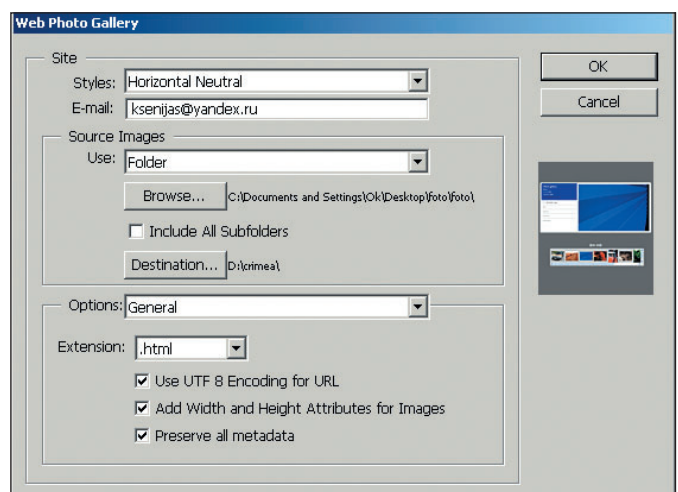 Web Photo Gallery
Site
Styles: Horizontal Neutral
E-mail: ksenijas@yandex.ru
Source Images
Use: Folder
Browse... C:\Documents and Settings\Ok\Desktop\foto\foto\
Include All Subfolders
Destination... D:\crimea\
Options: General
Extension: .html
Use UTF 8 Encoding for URL
Add Width and Height Attributes for Images
Preserve all metadata
OK
Cancel